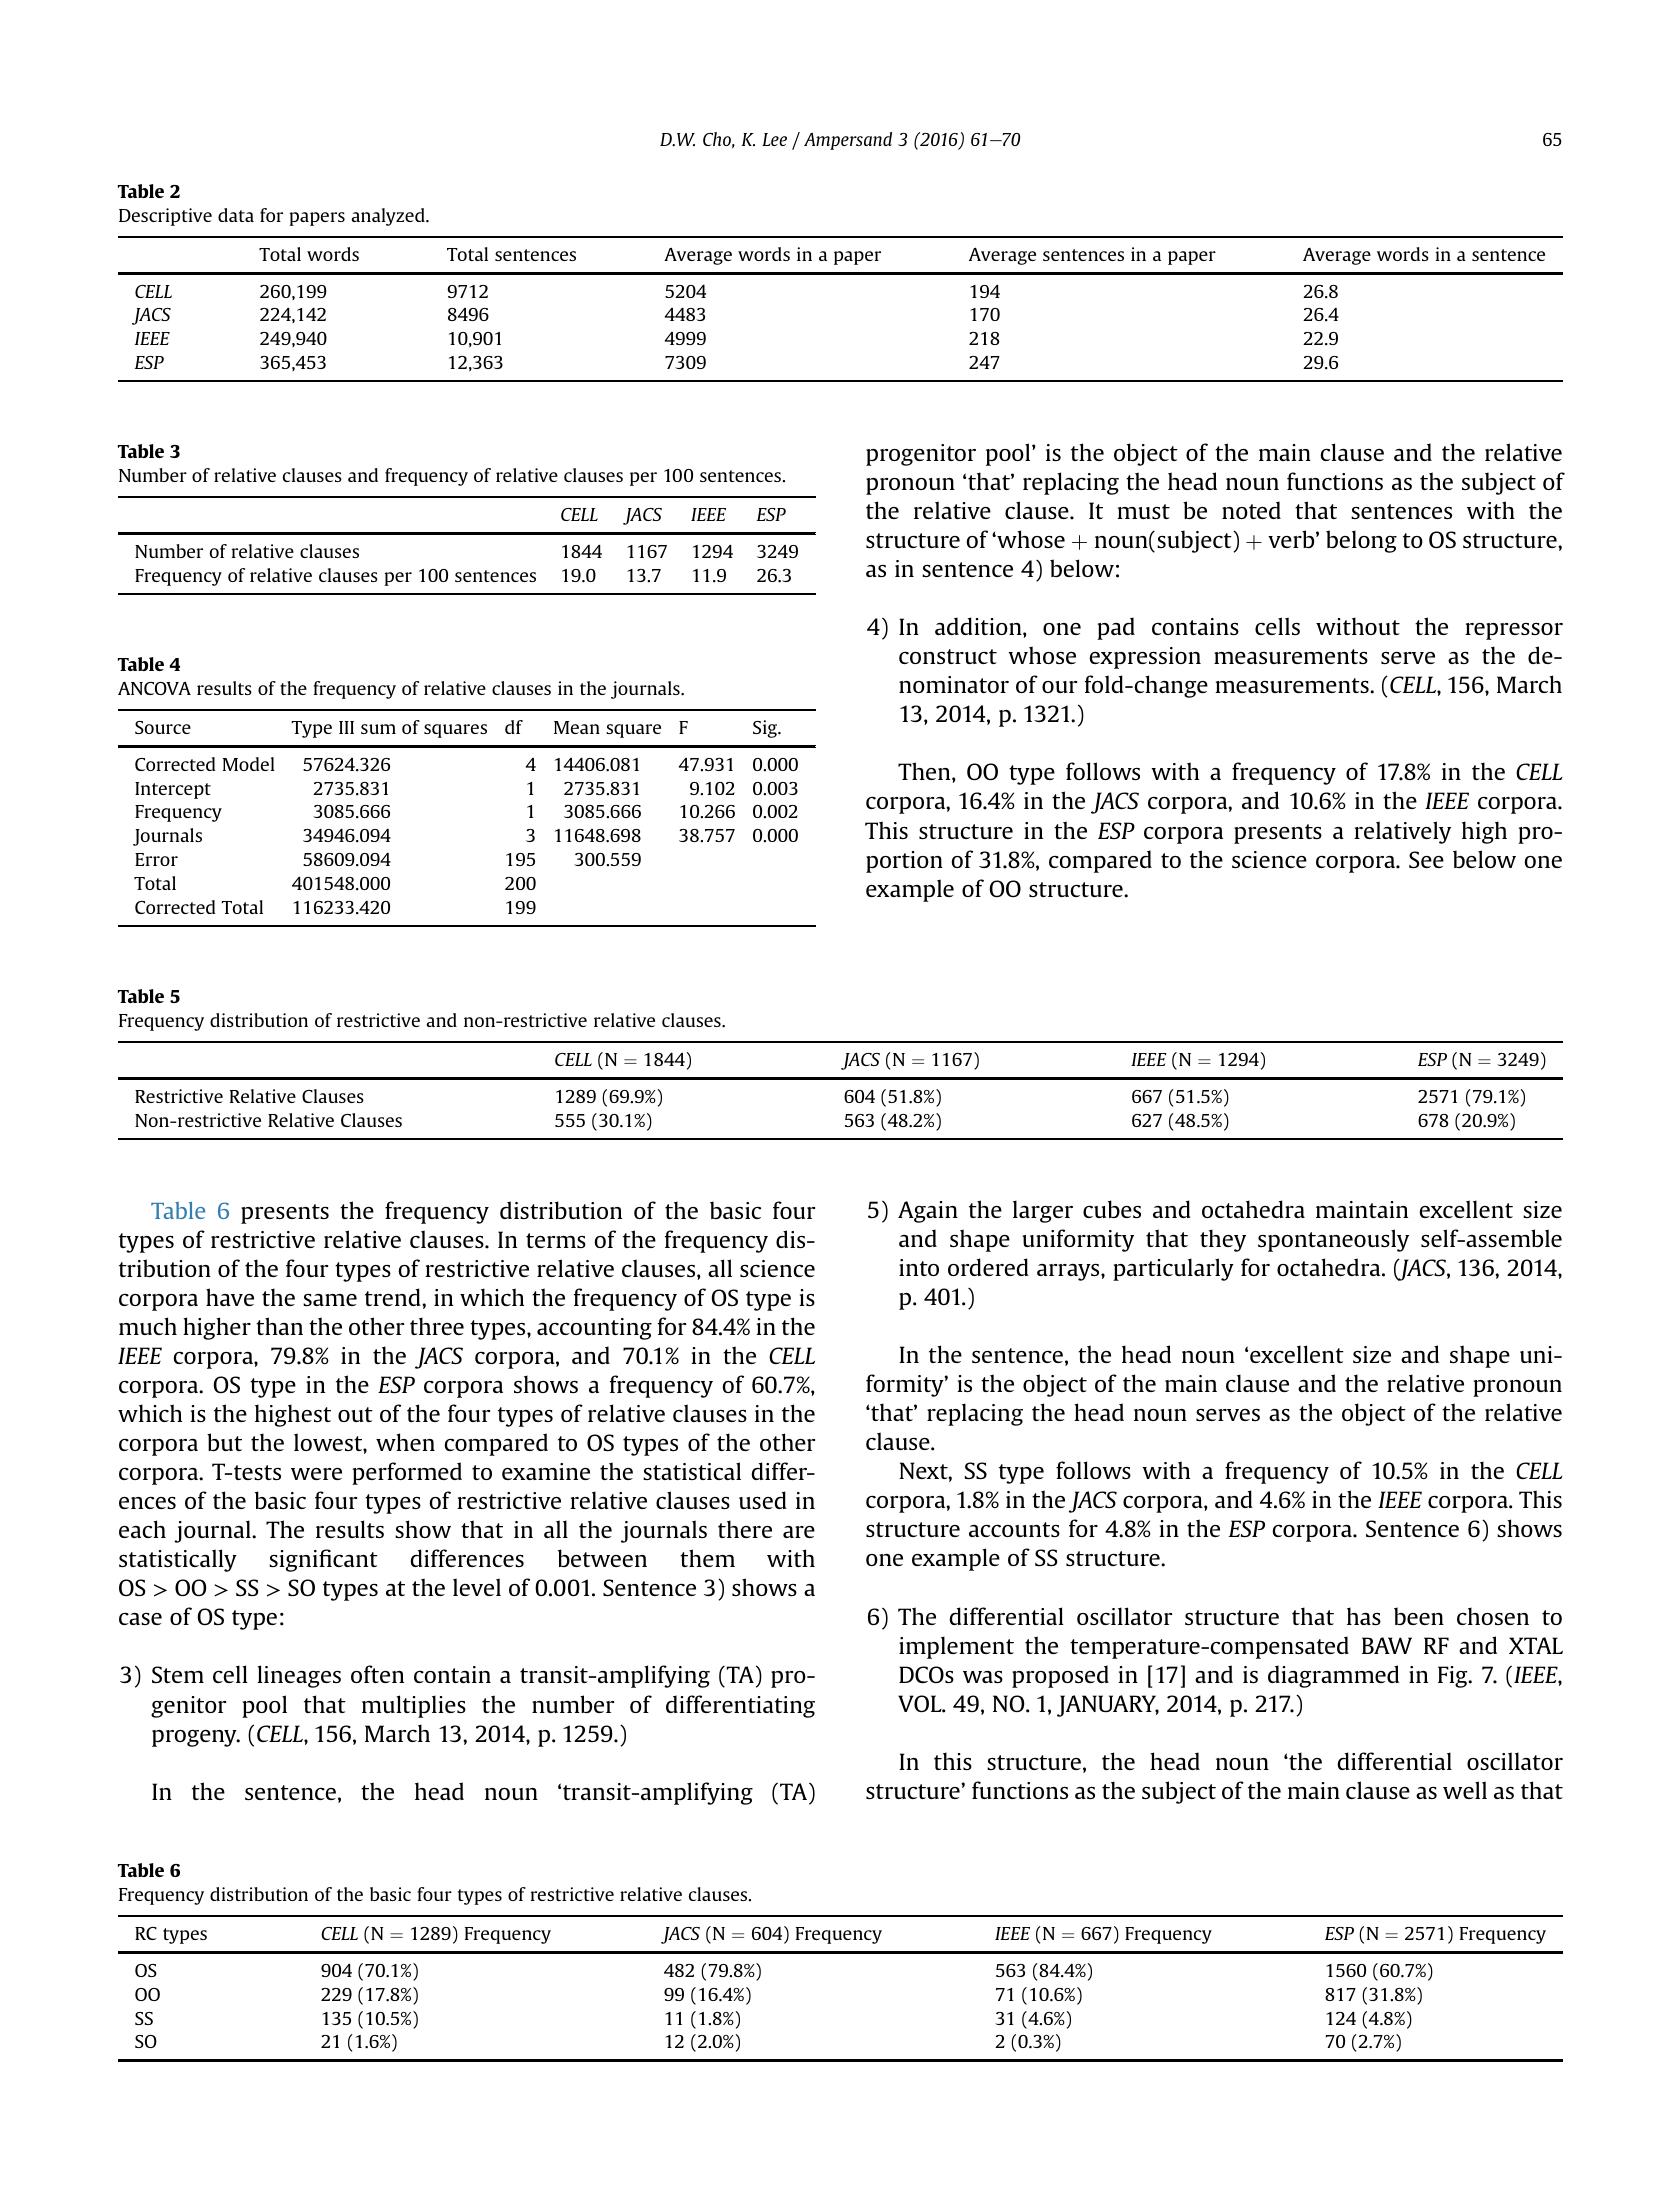 D.W. Cho, K. Lee / Ampersand 3 (2016) 61–70
65
Table 2
Descriptive data for papers analyzed.
Total words Total sentences Average words in a paper Average sentences in a paper Average words in a sentence
CELL 260,199 9712 5204 194 26.8
JACS 224,142 8496 4483 170 26.4
IEEE 249,940 10,901 4999 218 22.9
ESP 365,453 12,363 7309 247 29.6
Table 3
Number of relative clauses and frequency of relative clauses per 100 sentences.
CELL JACS IEEE ESP
Number of relative clauses 1844 1167 1294 3249
Frequency of relative clauses per 100 sentences 19.0 13.7 11.9 26.3
Table 4
ANCOVA results of the frequency of relative clauses in the journals.
Source Type III sum of squares df Mean square F Sig.
Corrected Model 57624.326 4 14406.081 47.931 0.000
Intercept 2735.831 1 2735.831 9.102 0.003
Frequency 3085.666 1 3085.666 10.266 0.002
Journals 34946.094 3 11648.698 38.757 0.000
Error 58609.094 195 300.559
Total 401548.000 200
Corrected Total 116233.420 199
progenitor pool’ is the object of the main clause and the relative
pronoun ‘that’ replacing the head noun functions as the subject of
the relative clause. It must be noted that sentences with the
structure of ‘whose + noun(subject) + verb’ belong to OS structure,
as in sentence 4) below:
4) In addition, one pad contains cells without the repressor
construct whose expression measurements serve as the de-
nominator of our fold-change measurements. (CELL, 156, March
13, 2014, p. 1321.)
Then, OO type follows with a frequency of 17.8% in the CELL
corpora, 16.4% in the JACS corpora, and 10.6% in the IEEE corpora.
This structure in the ESP corpora presents a relatively high pro-
portion of 31.8%, compared to the science corpora. See below one
example of OO structure.
Table 5
Frequency distribution of restrictive and non-restrictive relative clauses.
CELL (N = 1844) JACS (N = 1167) IEEE (N = 1294) ESP (N = 3249)
Restrictive Relative Clauses 1289 (69.9%) 604 (51.8%) 667 (51.5%) 2571 (79.1%)
Non-restrictive Relative Clauses 555 (30.1%) 563 (48.2%) 627 (48.5%) 678 (20.9%)
Table 6 presents the frequency distribution of the basic four
types of restrictive relative clauses. In terms of the frequency dis-
tribution of the four types of restrictive relative clauses, all science
corpora have the same trend, in which the frequency of OS type is
much higher than the other three types, accounting for 84.4% in the
IEEE corpora, 79.8% in the JACS corpora, and 70.1% in the CELL
corpora. OS type in the ESP corpora shows a frequency of 60.7%,
which is the highest out of the four types of relative clauses in the
corpora but the lowest, when compared to OS types of the other
corpora. T-tests were performed to examine the statistical differ-
ences of the basic four types of restrictive relative clauses used in
each journal. The results show that in all the journals there are
statistically significant differences between them with
OS > OO > SS > SO types at the level of 0.001. Sentence 3) shows a
case of OS type:
3) Stem cell lineages often contain a transit-amplifying (TA) pro-
genitor pool that multiplies the number of differentiating
progeny. (CELL, 156, March 13, 2014, p. 1259.)
In the sentence, the head noun ‘transit-amplifying (TA)
5) Again the larger cubes and octahedra maintain excellent size
and shape uniformity that they spontaneously self-assemble
into ordered arrays, particularly for octahedra. (JACS, 136, 2014,
p. 401.)
In the sentence, the head noun ‘excellent size and shape uni-
formity’ is the object of the main clause and the relative pronoun
‘that’ replacing the head noun serves as the object of the relative
clause.
Next, SS type follows with a frequency of 10.5% in the CELL
corpora, 1.8% in the JACS corpora, and 4.6% in the IEEE corpora. This
structure accounts for 4.8% in the ESP corpora. Sentence 6) shows
one example of SS structure.
6) The differential oscillator structure that has been chosen to
implement the temperature-compensated BAW RF and XTAL
DCOs was proposed in [17] and is diagrammed in Fig. 7. (IEEE,
VOL. 49, NO. 1, JANUARY, 2014, p. 217.)
In this structure, the head noun ‘the differential oscillator
structure’ functions as the subject of the main clause as well as that
Table 6
Frequency distribution of the basic four types of restrictive relative clauses.
RC types CELL (N = 1289) Frequency JACS (N = 604) Frequency IEEE (N = 667) Frequency ESP (N = 2571) Frequency
OS 904 (70.1%) 482 (79.8%) 563 (84.4%) 1560 (60.7%)
OO 229 (17.8%) 99 (16.4%) 71 (10.6%) 817 (31.8%)
SS 135 (10.5%) 11 (1.8%) 31 (4.6%) 124 (4.8%)
SO 21 (1.6%) 12 (2.0%) 2 (0.3%) 70 (2.7%)